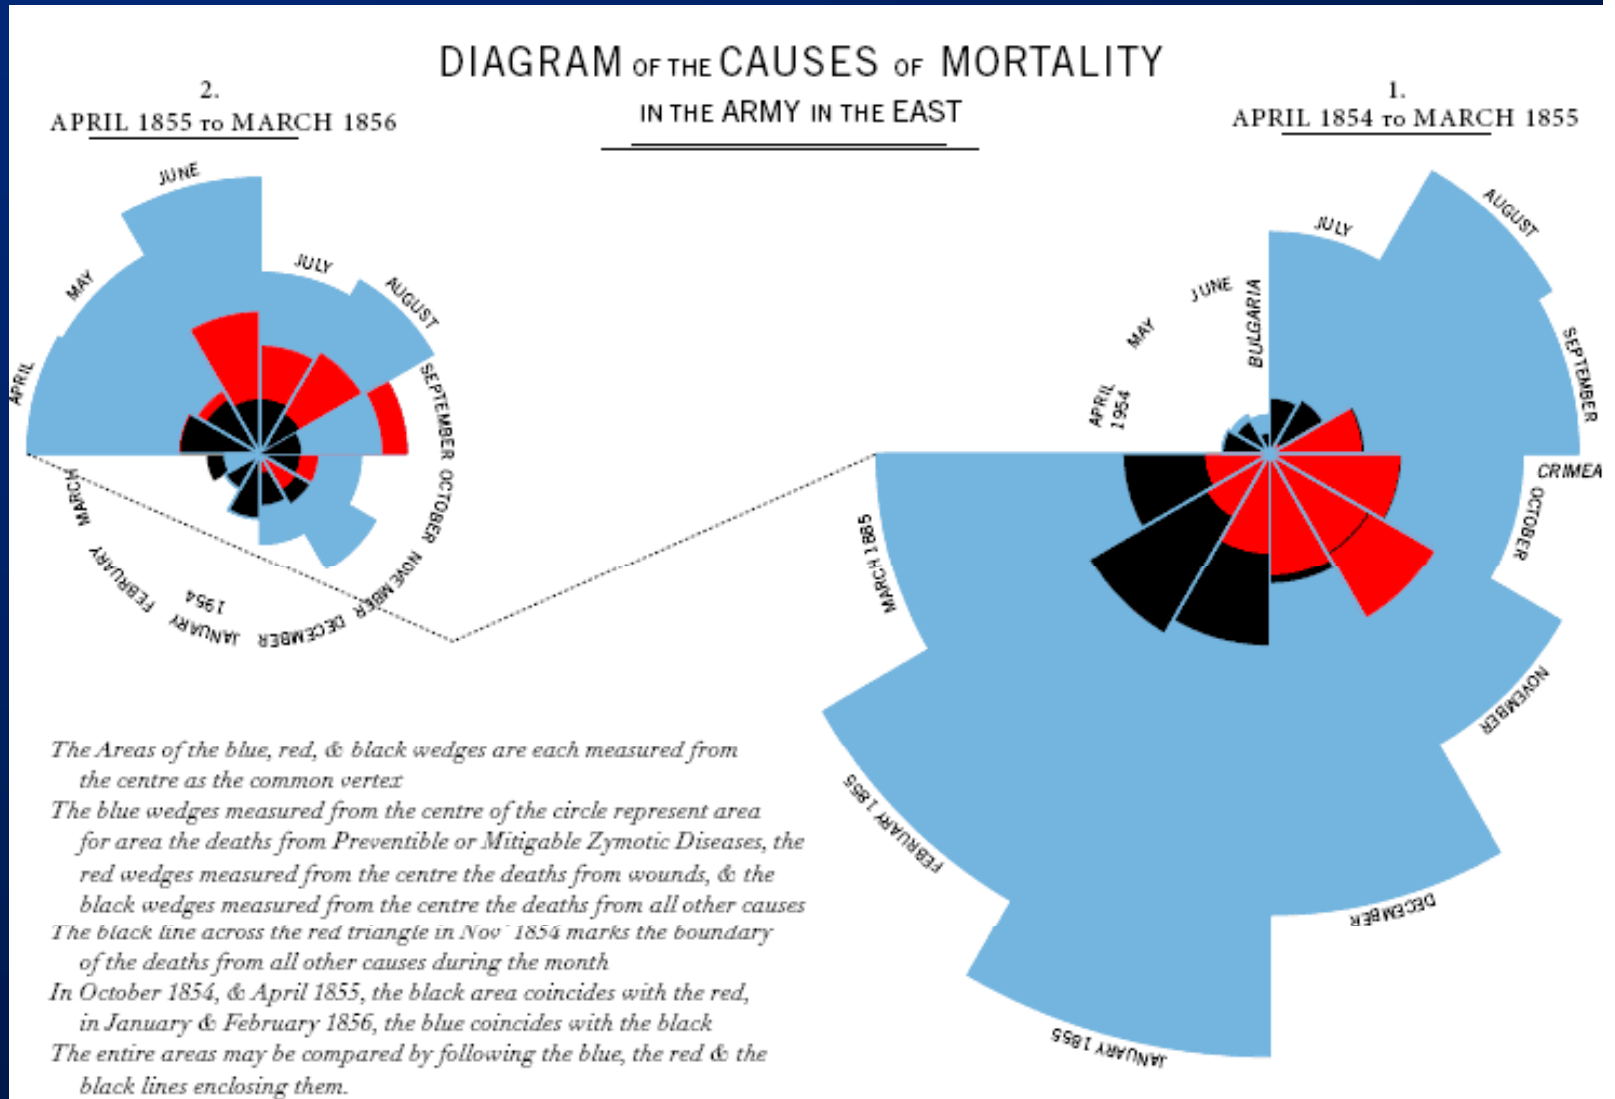 DIAGRAM OF THE CAUSES OF MORTALITY
IN THE ARMY IN THE EAST
2.
APRIL 1855 TO MARCH 1856
JUNE
MAY
APRIL
JULY
AUGUST
SEPTEMBER
OCTOBER
NOVEMBER
DECEMBER
JANUARY
1954
FEBRUARY
MARCH
1.
APRIL 1854 TO MARCH 1855
APRIL
1954
MAY
JUNE
BULGARIA
JULY
AUGUST
SEPTEMBER
CRIMEA
OCTOBER
NOVEMBER
DECEMBER
JANUARY 1855
FEBRUARY 1855
MARCH 1885
The Areas of the blue, red, & black wedges are each measured from
the centre as the common vertex
The blue wedges measured from the centre of the circle represent area
for area the deaths from Preventible or Mitigable Zymotic Diseases, the
red wedges measured from the centre the deaths from wounds, & the
black wedges measured from the centre the deaths from all other causes
The black line across the red triangle in Nov' 1854 marks the boundary
of the deaths from all other causes during the month
In October 1854, & April 1855, the black area coincides with the red,
in January & February 1856, the blue coincides with the black
The entire areas may be compared by following the blue, the red & the
black lines enclosing them.